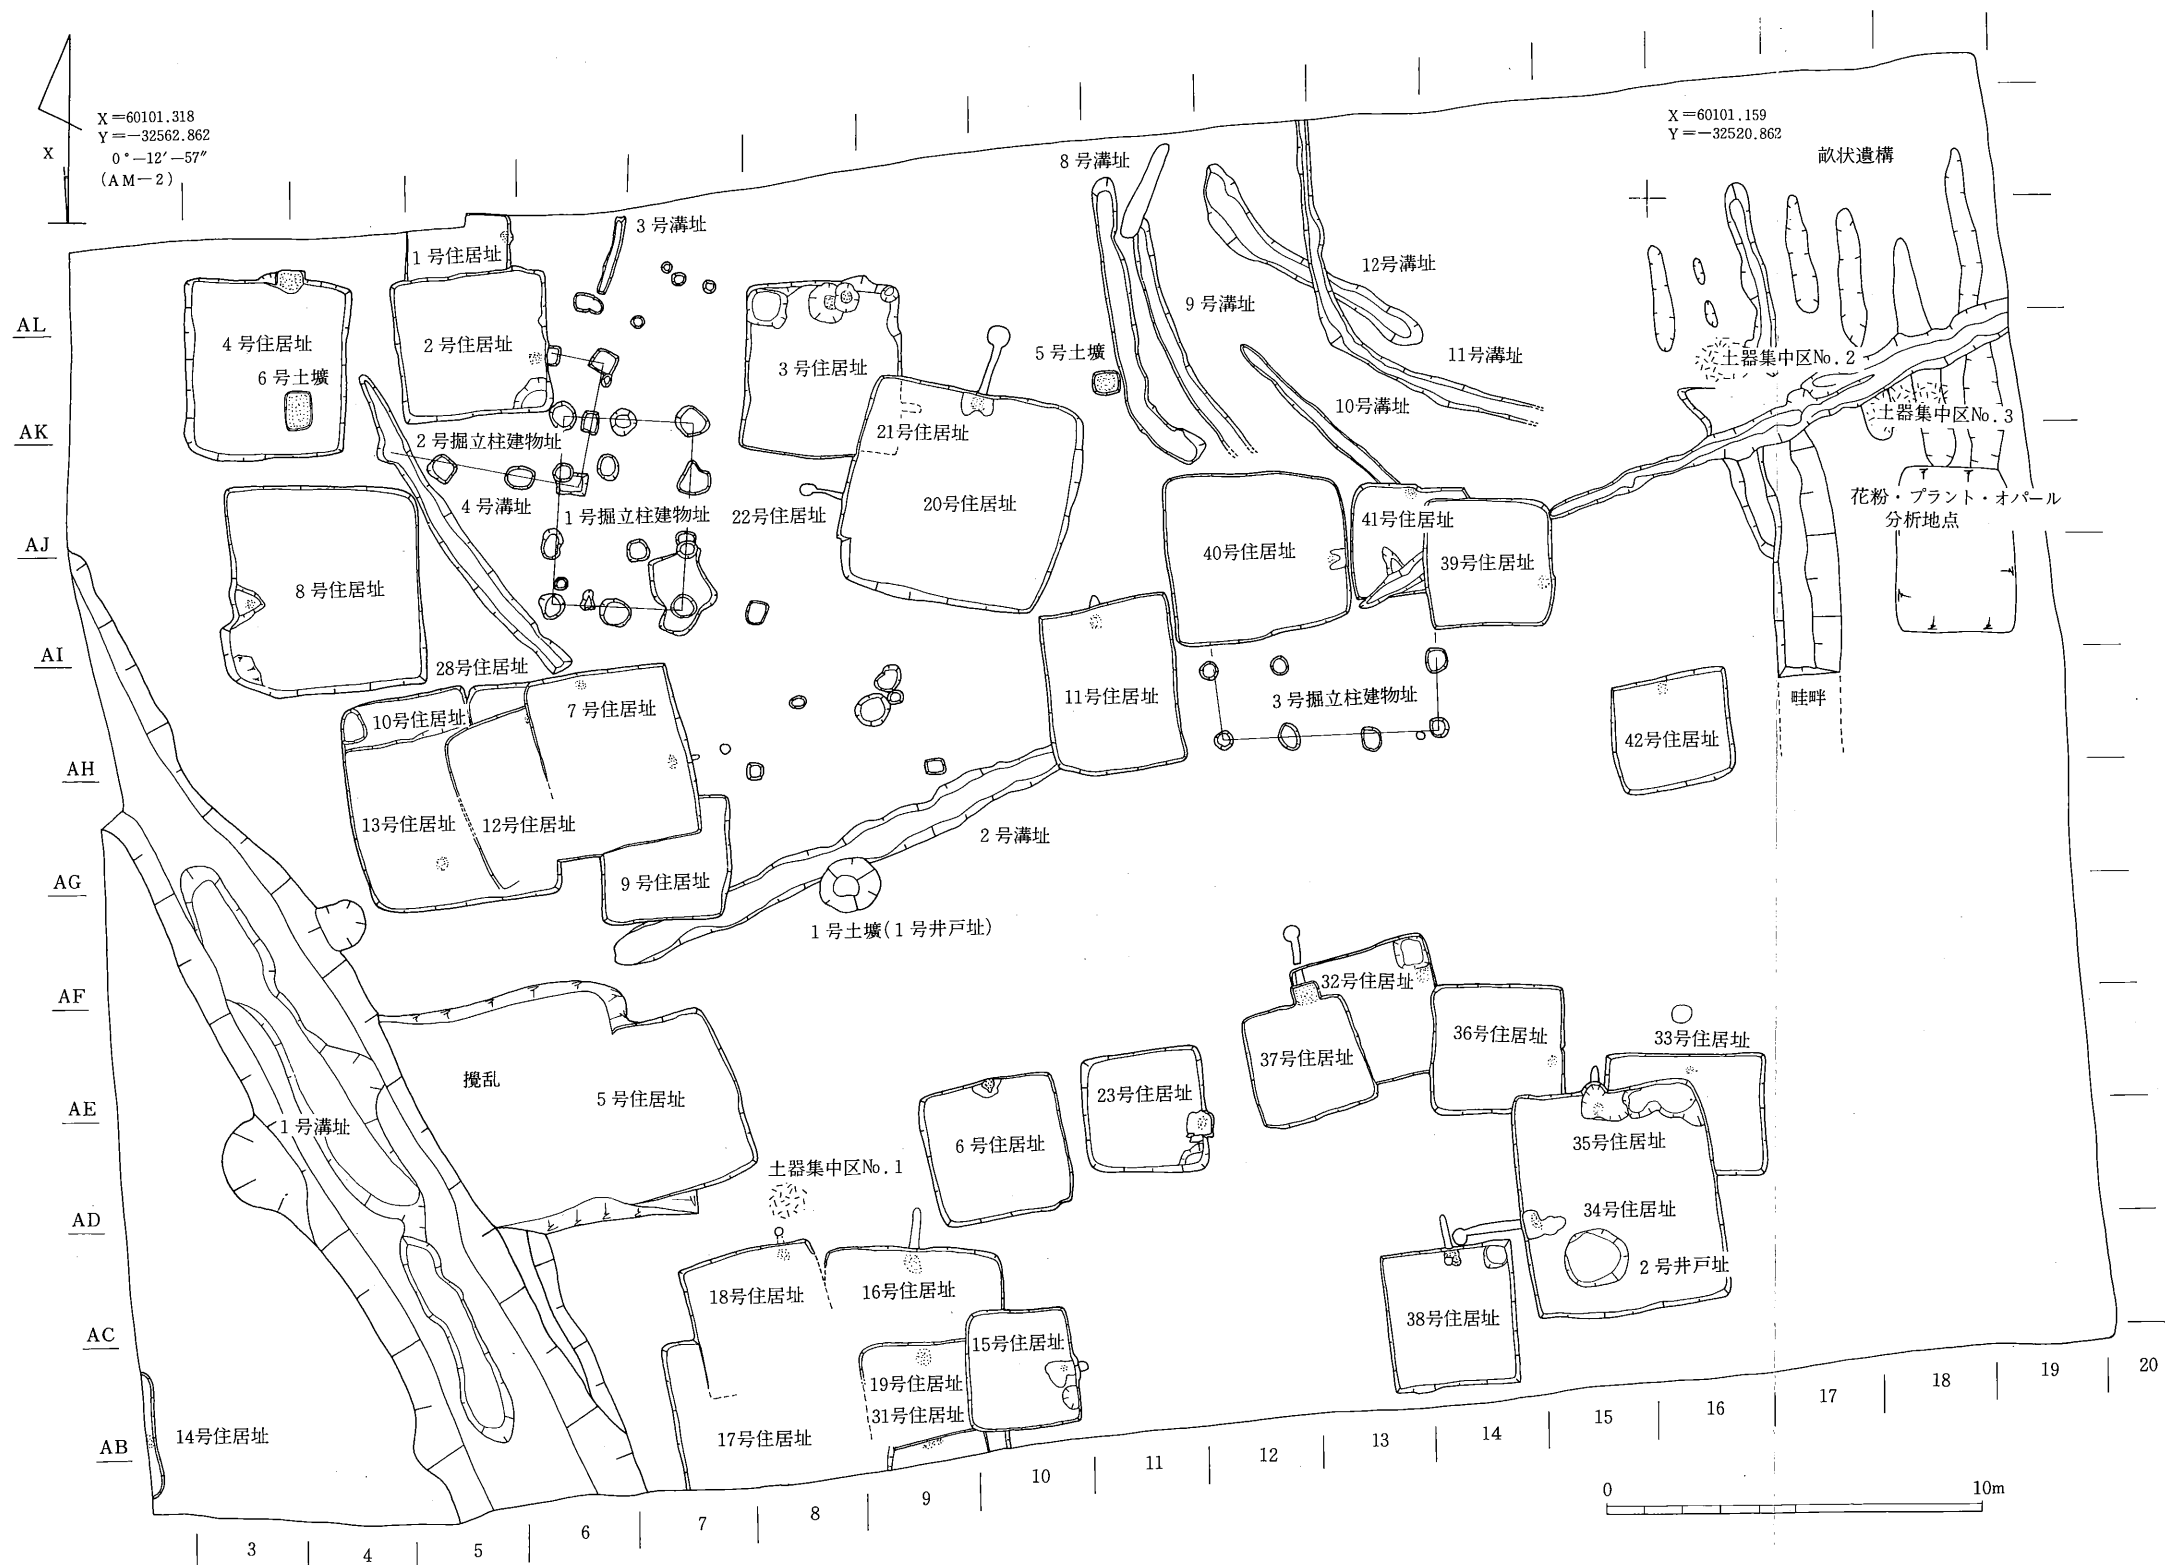 X=60101.318
Y=-32562.862
0°-12′-57″
(AM-2)
X
X=60101.159
Y=-32520.862
畝状遺構
8号溝址
3号溝址
1号住居址
12号溝址
9号溝址
AL
4号住居址
2号住居址
3号住居址
5号土壙
11号溝址
土器集中区No.2
6号土壙
10号溝址
土器集中区No.3
AK
2号掘立柱建物址
21号住居址
4号溝址
1号掘立柱建物址
22号住居址
20号住居址
41号住居址
花粉・プラント・オパール
分析地点
AJ
40号住居址
39号住居址
8号住居址
AI
28号住居址
10号住居址
7号住居址
11号住居址
3号掘立柱建物址
畦畔
42号住居址
AH
13号住居址
12号住居址
2号溝址
AG
9号住居址
1号土壙(1号井戸址)
AF
32号住居址
36号住居址
33号住居址
37号住居址
攪乱
5号住居址
AE
23号住居址
1号溝址
6号住居址
35号住居址
土器集中区No.1
AD
34号住居址
2号井戸址
18号住居址
16号住居址
38号住居址
AC
15号住居址
19号住居址
31号住居址
14号住居址
17号住居址
AB
3
4
5
6
7
8
9
10
11
12
13
14
15
16
17
18
19
20
0
10m